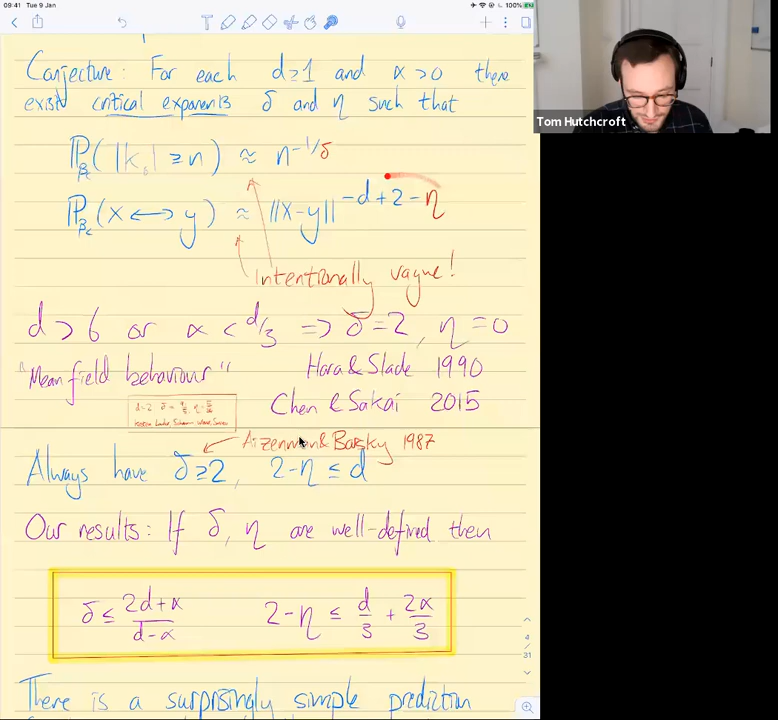 09:41 Tue 9 Jan
100%
Conjecture: For each d≥1 and α>0 there
exist critical exponents δ and η such that
ℙ_βc(|K_0| ≥ n) ≈ n^{-1/δ}
ℙ_βc(x ↔ y) ≈ ||x-y||^{-d+2-η}
Intentionally vague!
d > 6 or α < d/3 => δ=2, η=0
"Mean field behaviour"
Hara & Slade 1990
Chen & Sakai 2015
Aizenman & Barsky 1987
Always have δ≥2, 2-η ≤ d
Our results: If δ, η are well-defined then
δ ≤ (2d+α)/(d-α) 2-η ≤ d/3 + 2α/3
There is a surprisingly simple prediction
4
31
Tom Hutchcroft